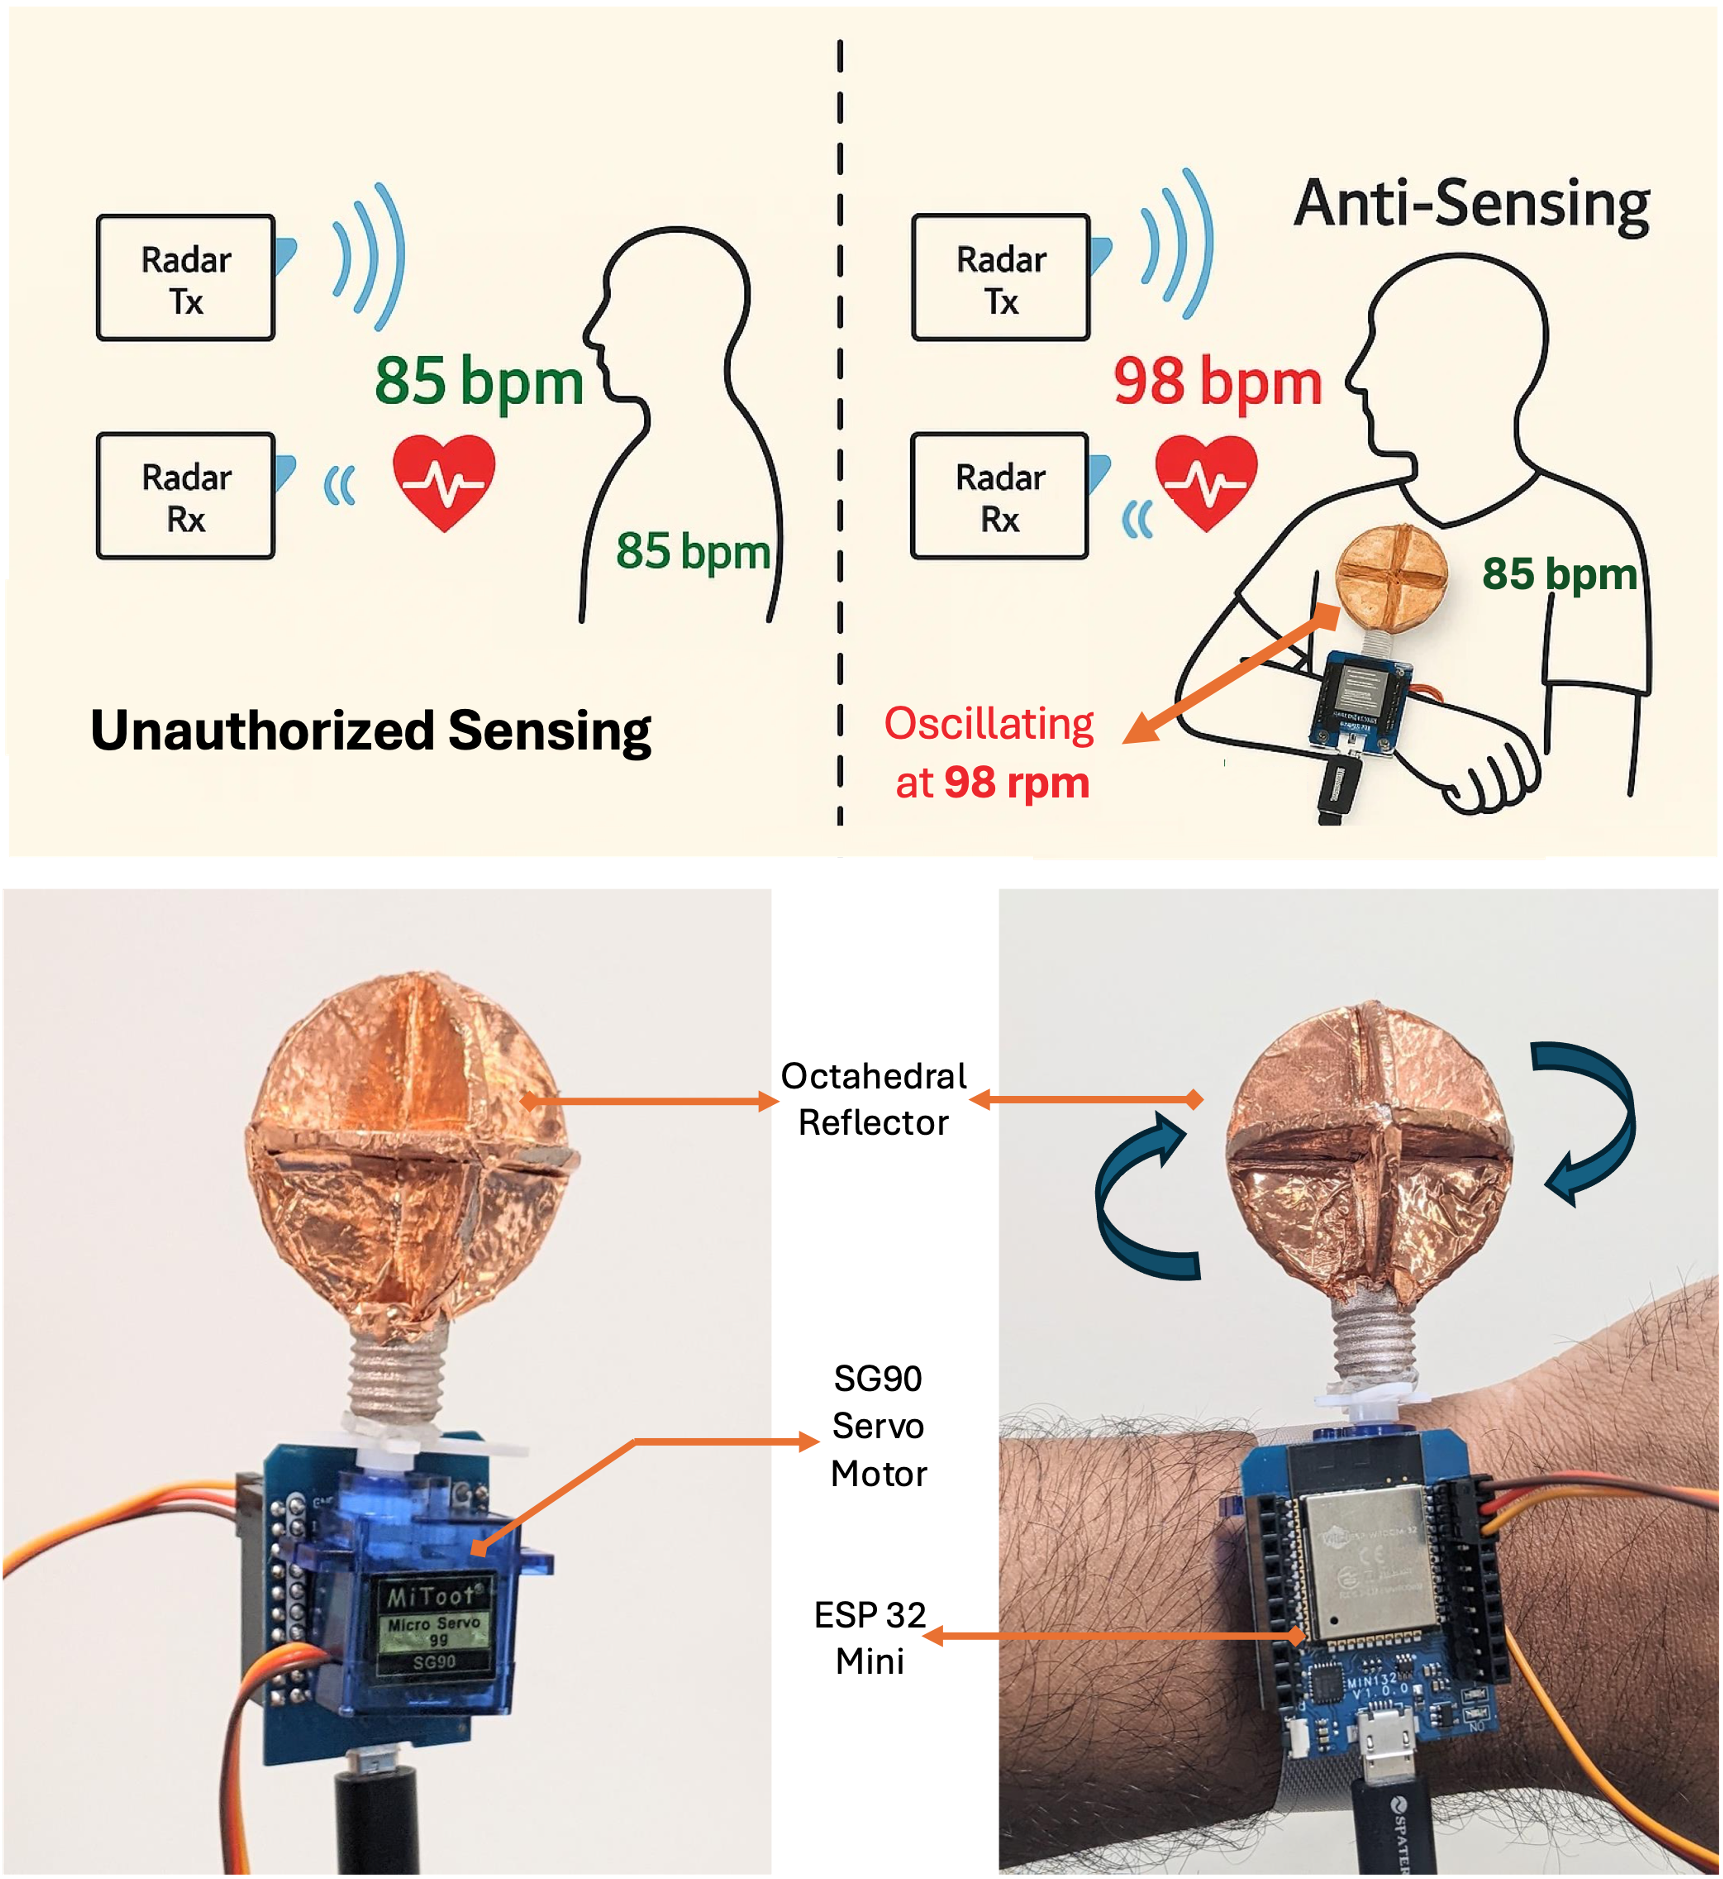 Radar
Tx
85 bpm
Radar
Rx
85 bpm
Unauthorized Sensing
Anti-Sensing
Radar
Tx
98 bpm
Radar
Rx
85 bpm
Oscillating
at 98 rpm
Octahedral
Reflector
SG90
Servo
Motor
ESP 32
Mini
MiToot
Micro Servo
99
SG90
CE
MINI32
V1.0.0
SPATER